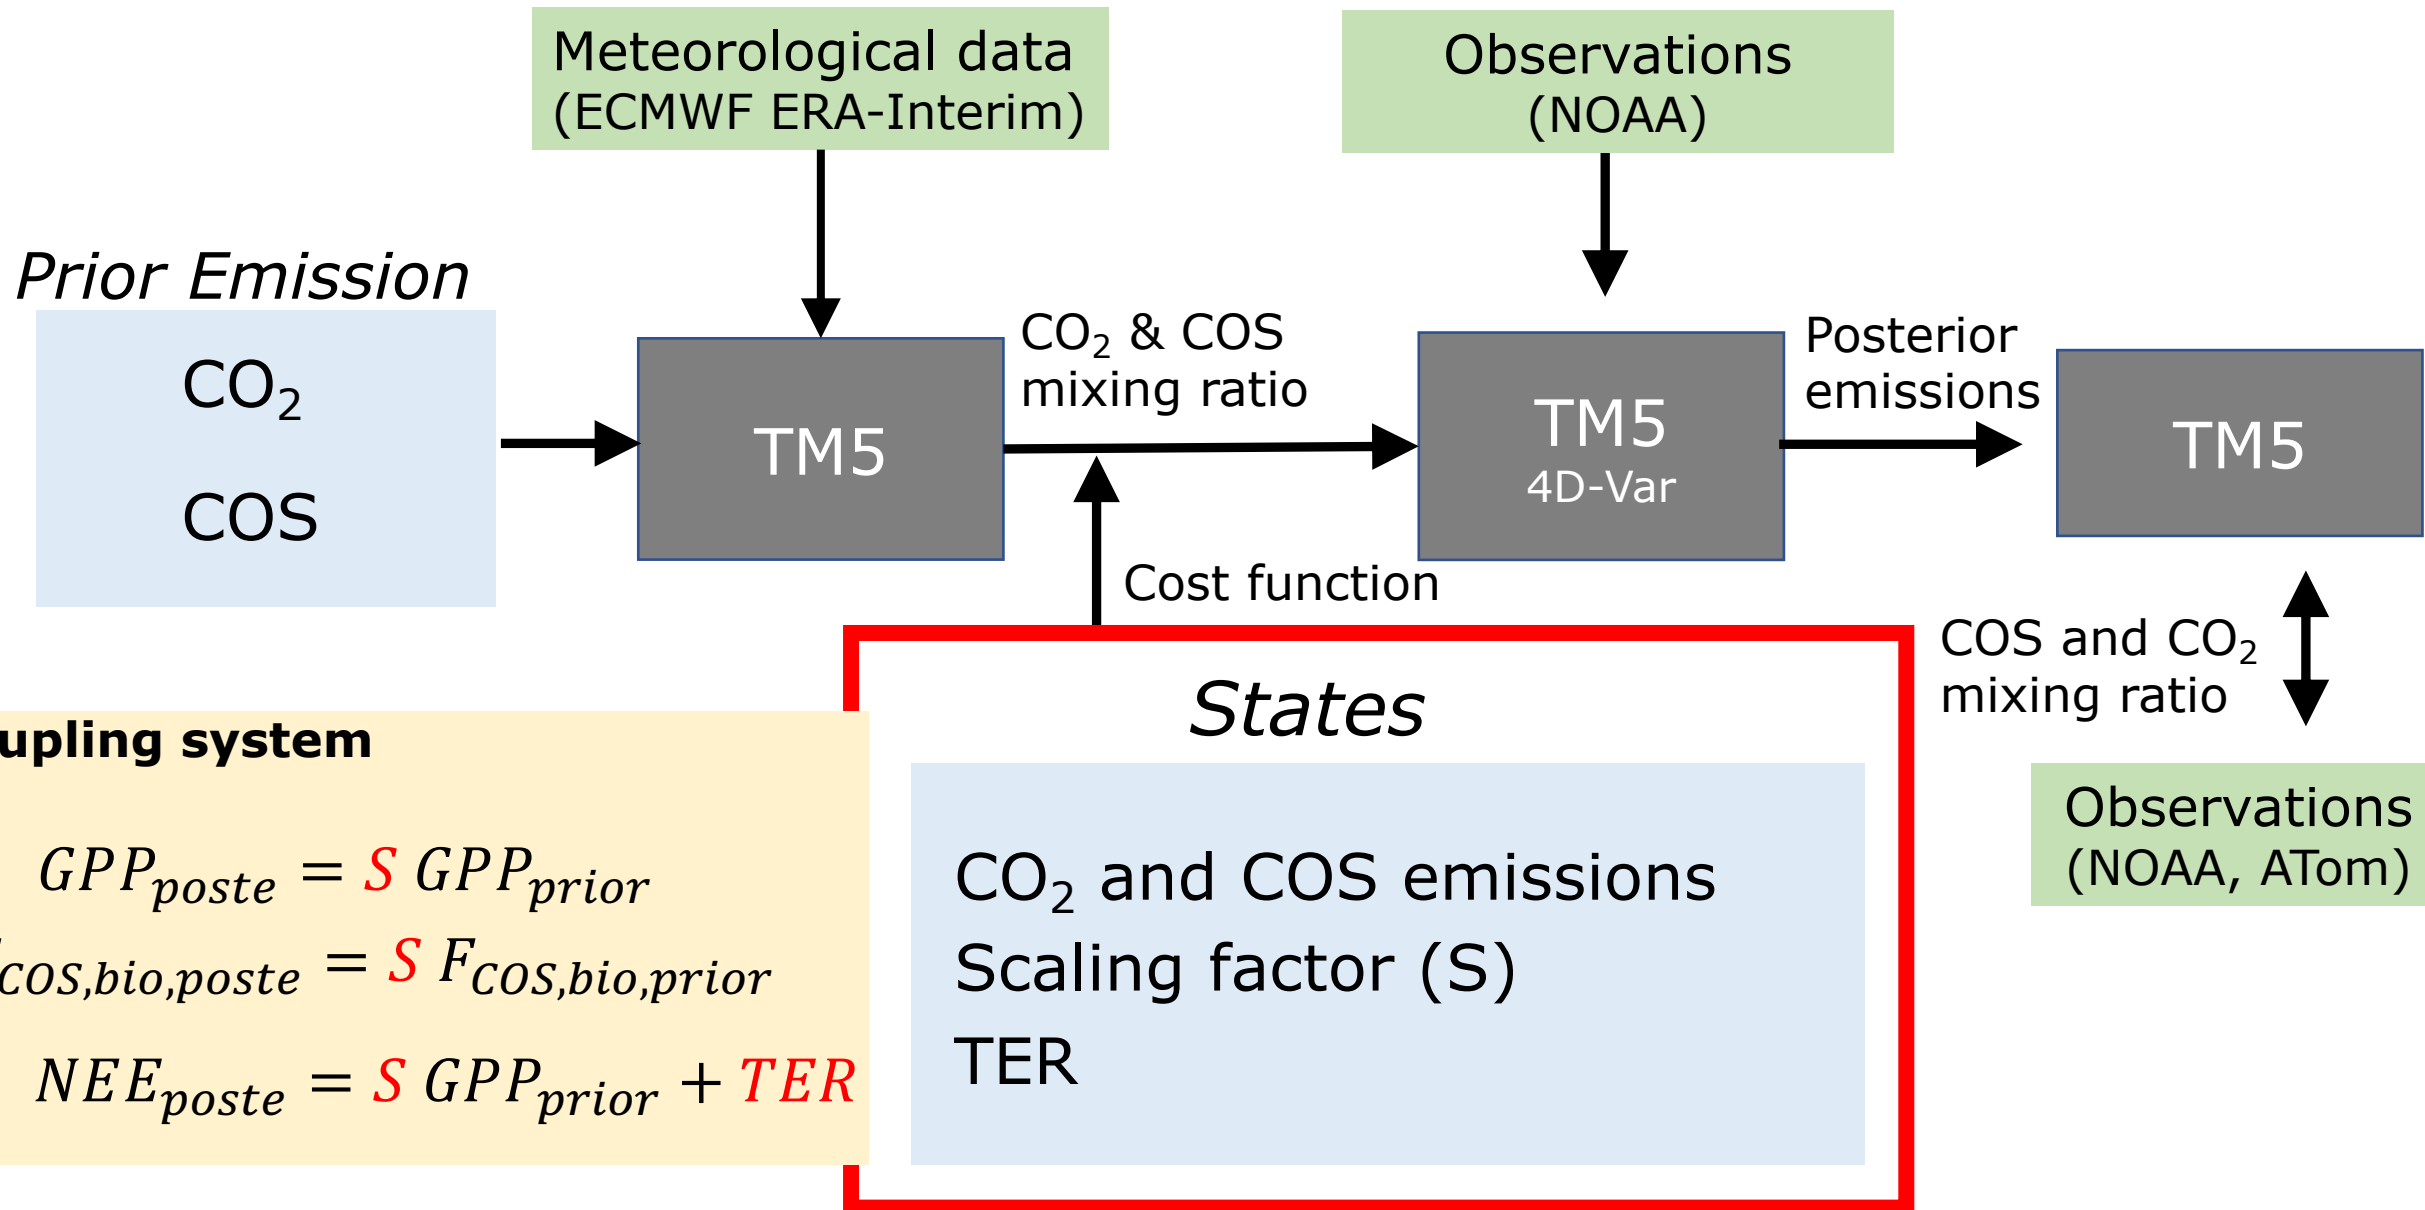 Meteorological data
(ECMWF ERA-Interim)
Observations
(NOAA)
Prior Emission
CO₂
COS
TM5
CO₂ & COS
mixing ratio
TM5
4D-Var
Posterior
emissions
TM5
Cost function
COS and CO₂
mixing ratio
Observations
(NOAA, ATom)
States
CO₂ and COS emissions
Scaling factor (S)
TER
upling system
GPP_poste = S GPP_prior
COS,bio,poste = S F_COS,bio,prior
NEE_poste = S GPP_prior + TER